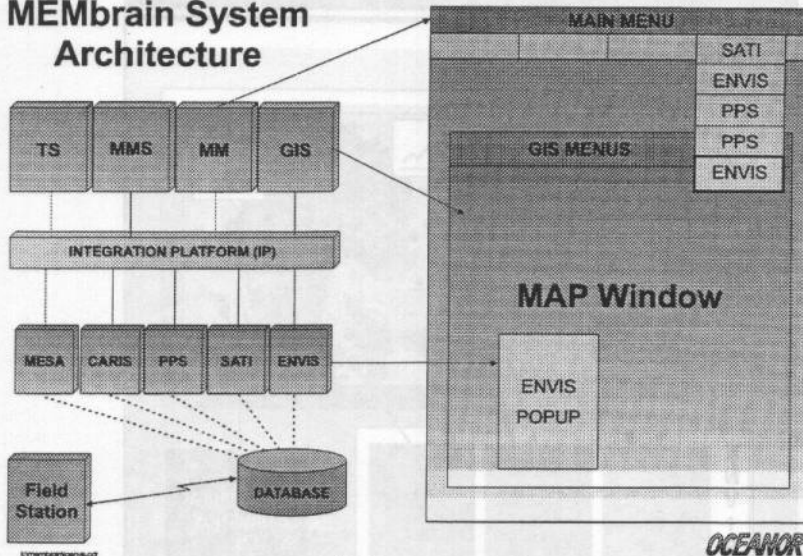 MEMbrain System
Architecture
TS
MMS
MM
GIS
INTEGRATION PLATFORM (IP)
MESA
CARIS
PPS
SATI
ENVIS
Field
Station
DATABASE
MAIN MENU
SATI
ENVIS
PPS
PPS
ENVIS
GIS MENUS
MAP Window
ENVIS
POPUP
OCEANOR